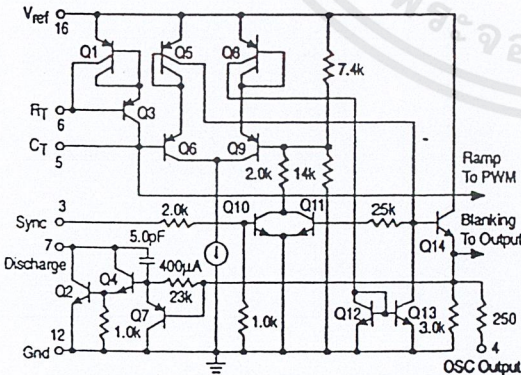 Vref
16
Q1
Q5
Q8
7.4k
RT
6
Q3
CT
5
Q6
Q9
2.0k
14k
Ramp
To PWM
3
Sync
2.0k
Q10
Q11
25k
Blanking
To Output
7
Discharge
5.0pF
Q14
400µA
Q4
Q2
23k
Q7
1.0k
1.0k
Q12
Q13
3.0k
250
12
Gnd
4
OSC Output